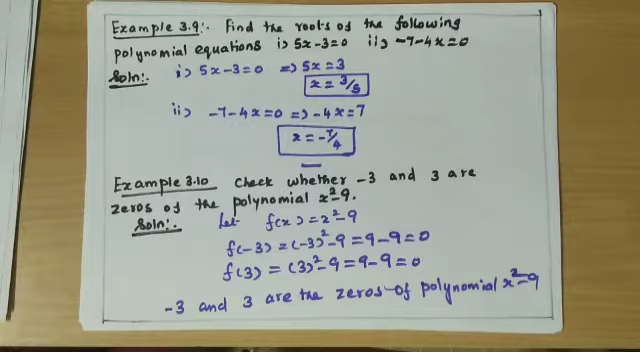 Example 3.9:- Find the roots of the following
polynomial equations i) 5x-3=0 ii) -7-4x=0
Soln:- i) 5x-3=0 => 5x=3
x=3/5
ii) -7-4x=0 => -4x=7
x=-7/4
Example 3.10 Check whether -3 and 3 are
zeros of the polynomial x²-9.
Soln:- Let f(x)=x²-9
f(-3)=(-3)²-9=9-9=0
f(3)=(3)²-9=9-9=0
-3 and 3 are the zeros of polynomial x²-9